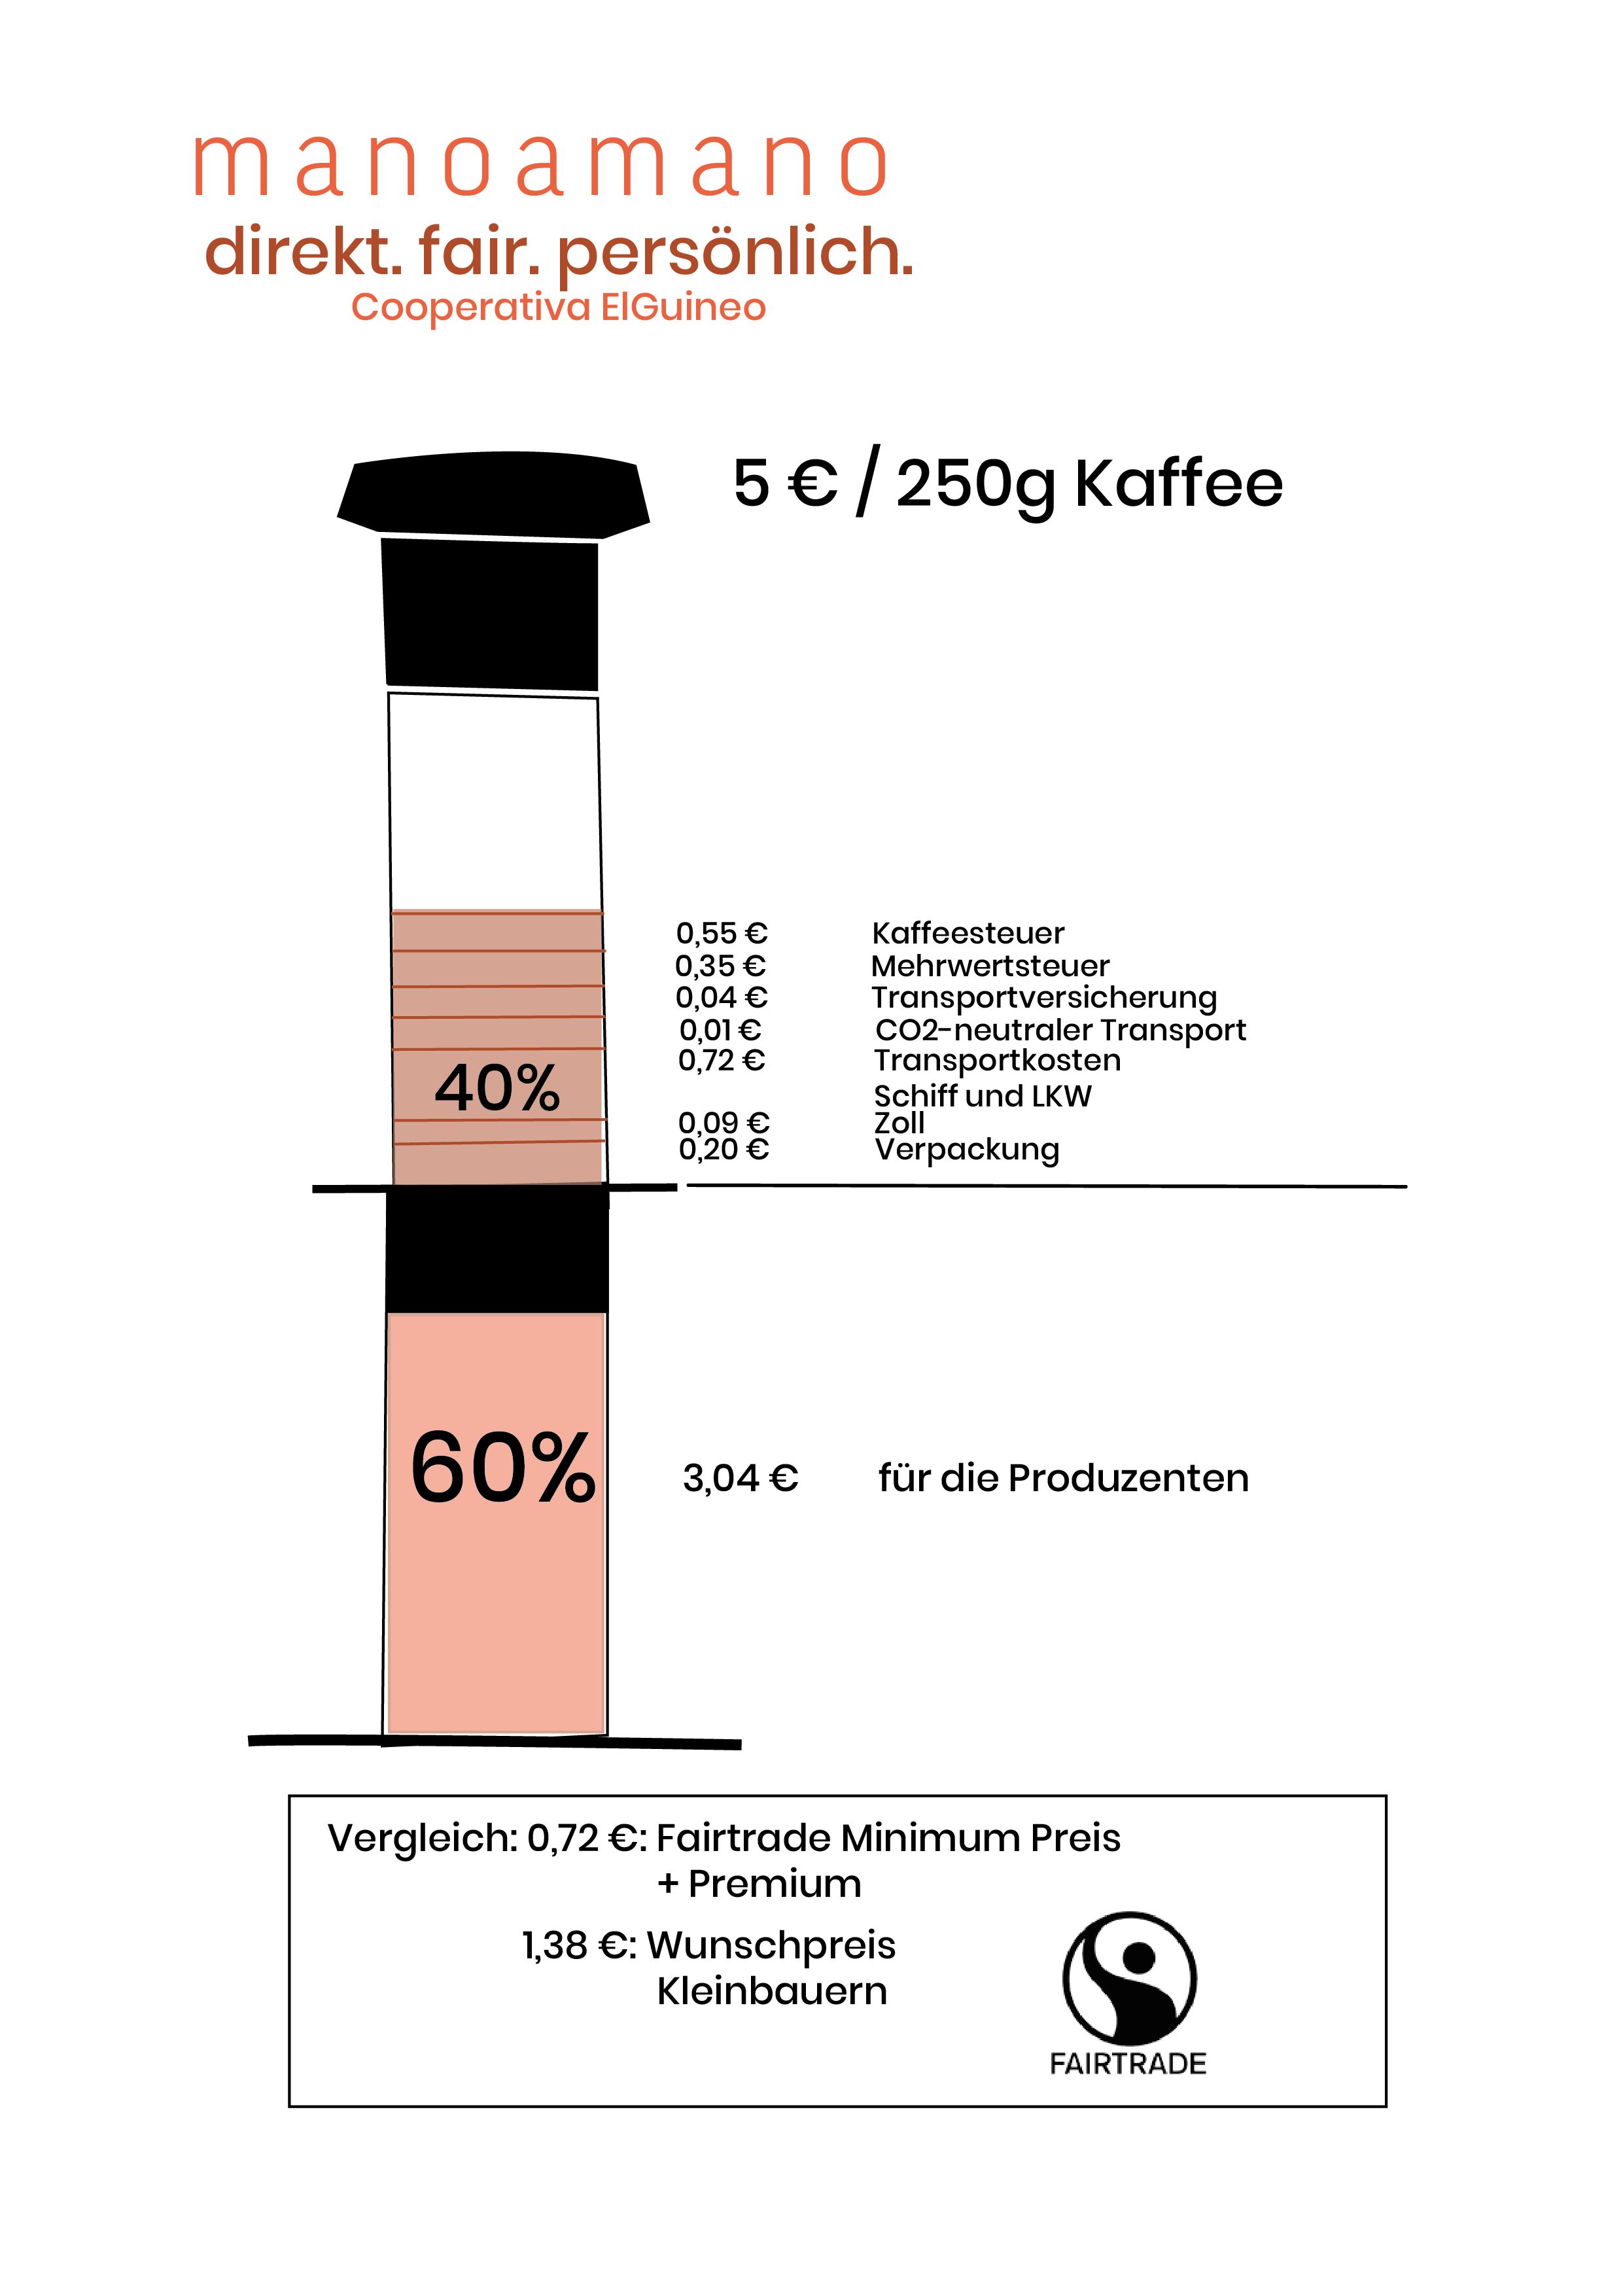 manoamano
direkt. fair. persönlich.
Cooperativa ElGuineo
5 € / 250g Kaffee
0,55 € Kaffeesteuer
0,35 € Mehrwertsteuer
0,04 € Transportversicherung
0,01 € CO2-neutraler Transport
0,72 € Transportkosten
Schiff und LKW
0,09 € Zoll
0,20 € Verpackung
40%
60%
3,04 € für die Produzenten
Vergleich: 0,72 €: Fairtrade Minimum Preis
+ Premium
1,38 €: Wunschpreis
Kleinbauern
FAIRTRADE